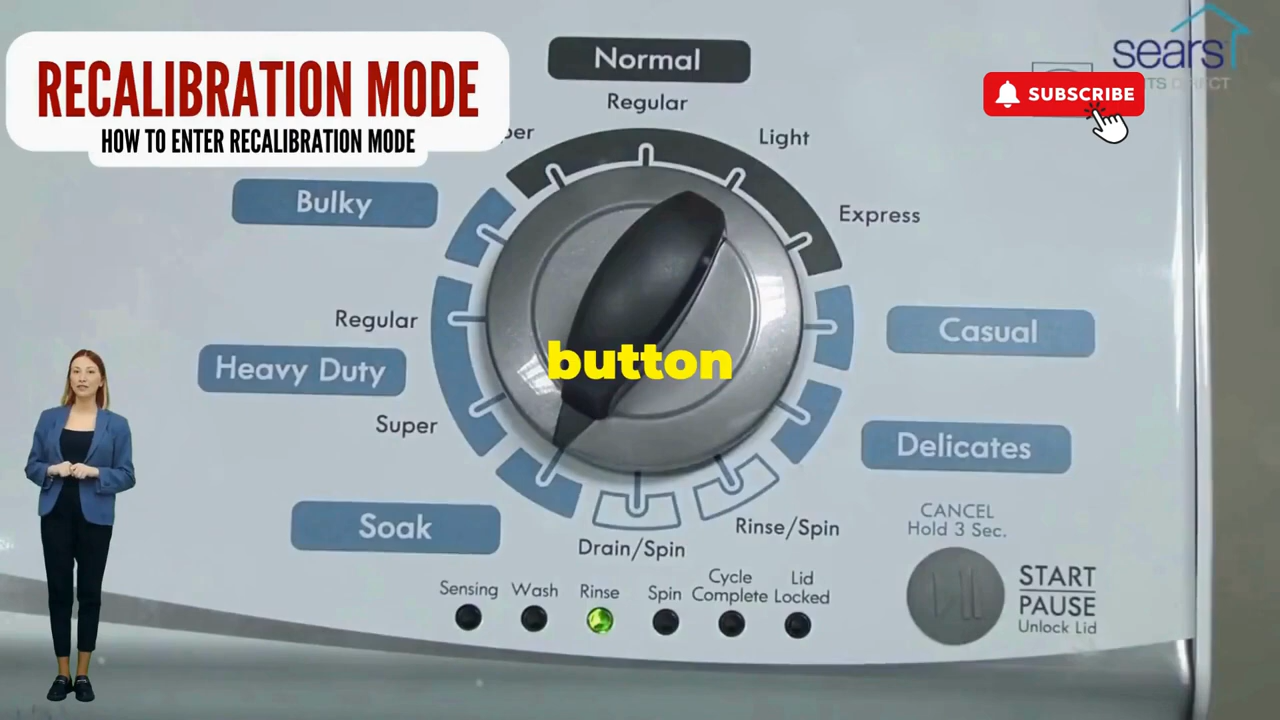 RECALIBRATION MODE
HOW TO ENTER RECALIBRATION MODE
sears
SUBSCRIBE
Normal
Regular
Light
Express
Bulky
Regular
Heavy Duty
Super
Casual
button
Delicates
Soak
Drain/Spin
Rinse/Spin
CANCEL
Hold 3 Sec.
Sensing
Wash
Rinse
Spin
Cycle
Complete
Lid
Locked
START
PAUSE
Unlock Lid